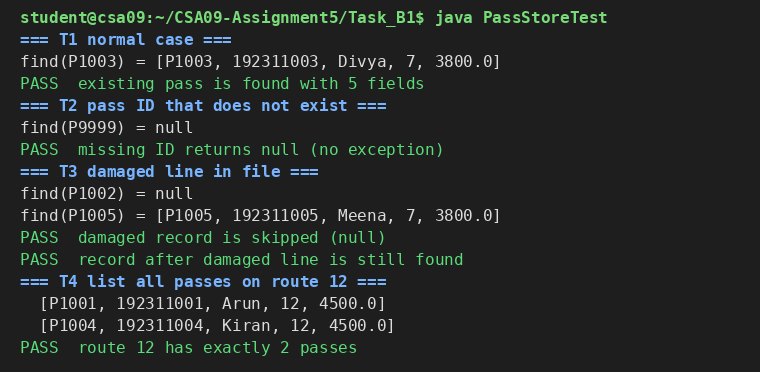 student@csa09:~/CSA09-Assignment5/Task_B1$ java PassStoreTest
=== T1 normal case ===
find(P1003) = [P1003, 192311003, Divya, 7, 3800.0]
PASS  existing pass is found with 5 fields
=== T2 pass ID that does not exist ===
find(P9999) = null
PASS  missing ID returns null (no exception)
=== T3 damaged line in file ===
find(P1002) = null
find(P1005) = [P1005, 192311005, Meena, 7, 3800.0]
PASS  damaged record is skipped (null)
PASS  record after damaged line is still found
=== T4 list all passes on route 12 ===
  [P1001, 192311001, Arun, 12, 4500.0]
  [P1004, 192311004, Kiran, 12, 4500.0]
PASS  route 12 has exactly 2 passes